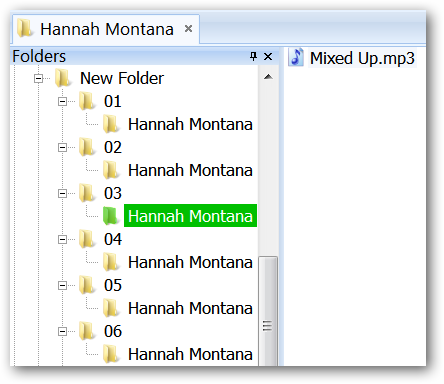 Hannah Montana
Folders
Mixed Up.mp3
New Folder
01
Hannah Montana
02
Hannah Montana
03
Hannah Montana
04
Hannah Montana
05
Hannah Montana
06
Hannah Montana